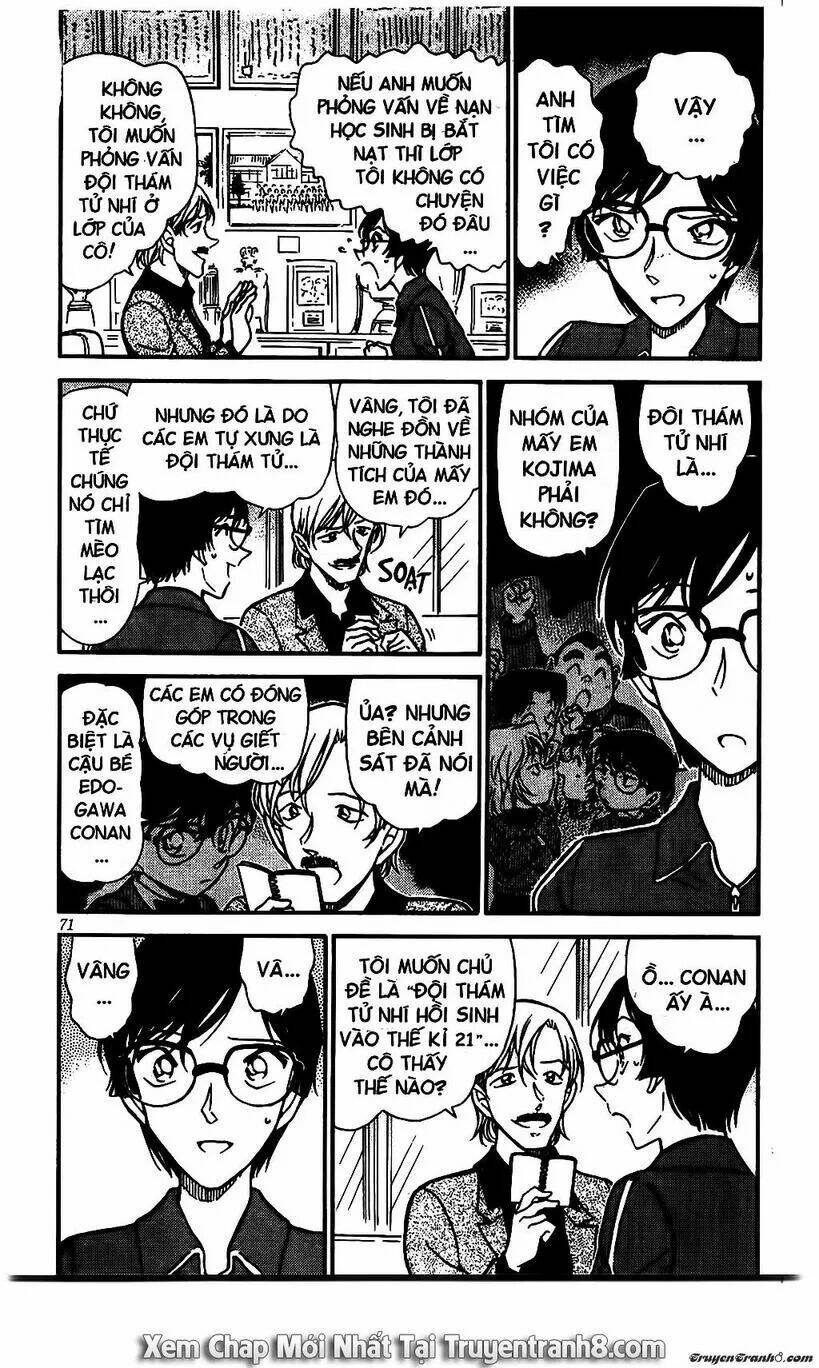 VẬY
...
ANH
TÌM
TÔI CÓ
VIỆC
GÌ
?
NẾU ANH MUỐN
PHỎNG VẤN VỀ NẠN
HỌC SINH BỊ BẮT
NẠT THÌ LỚP
TÔI KHÔNG CÓ
CHUYỆN
ĐÓ ĐÂU
...
KHÔNG
KHÔNG,
TÔI MUỐN
PHỎNG VẤN
ĐỘI THÁM
TỬ NHÍ Ở
LỚP CỦA
CÔ!
ĐÔI THÁM
TỬ NHÍ
LÀ...
NHÓM CỦA
MẤY EM
KOJIMA
PHẢI
KHÔNG?
VÂNG, TÔI ĐÃ
NGHE ĐỒN VỀ
NHỮNG THÀNH
TÍCH CỦA MẤY
EM ĐÓ...
SOẠT
NHƯNG ĐÓ LÀ DO
CÁC EM TỰ XƯNG LÀ
ĐỘI THÁM TỬ...
CHỨ
THỰC
TẾ
CHÚNG
NÓ CHỈ
TÌM
MÈO
LẠC
THÔI
...
ỦA? NHƯNG
BÊN CẢNH
SÁT ĐÃ NÓI
MÀ!
CÁC EM CÓ ĐÓNG
GÓP TRONG
CÁC VỤ GIẾT
NGƯỜI...
ĐẶC
BIỆT LÀ
CẬU BÉ
EDO-
GAWA
CONAN
...
71
Ồ... CONAN
ẤY À...
TÔI MUỐN CHỦ
ĐỀ LÀ "ĐỘI THÁM
TỬ NHÍ HỒI SINH
VÀO THẾ KỈ 21"...
CÔ THẤY
THẾ NÀO?
VÂ...
VÂNG
...
Xem Chap Mới Nhất Tại Truyentranh8.com
TruyenTranh8.com